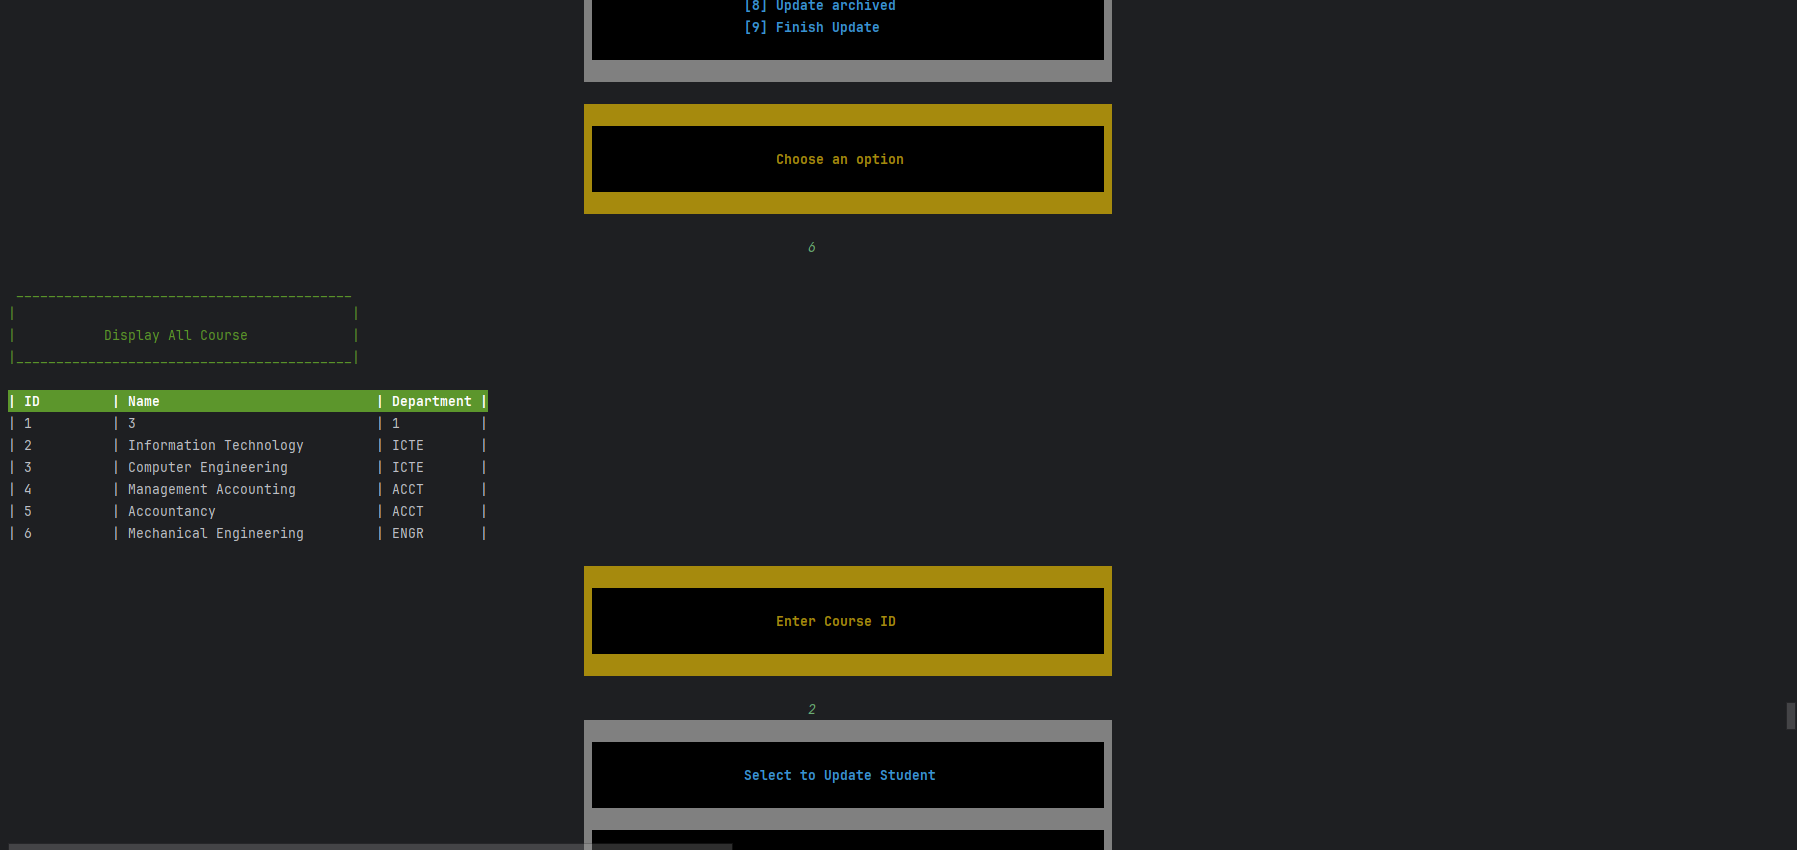 [8] Update archived
[9] Finish Update
Choose an option
6
Display All Course
| ID | Name | Department |
| 1 | 3 | 1 |
| 2 | Information Technology | ICTE |
| 3 | Computer Engineering | ICTE |
| 4 | Management Accounting | ACCT |
| 5 | Accountancy | ACCT |
| 6 | Mechanical Engineering | ENGR |
Enter Course ID
2
Select to Update Student